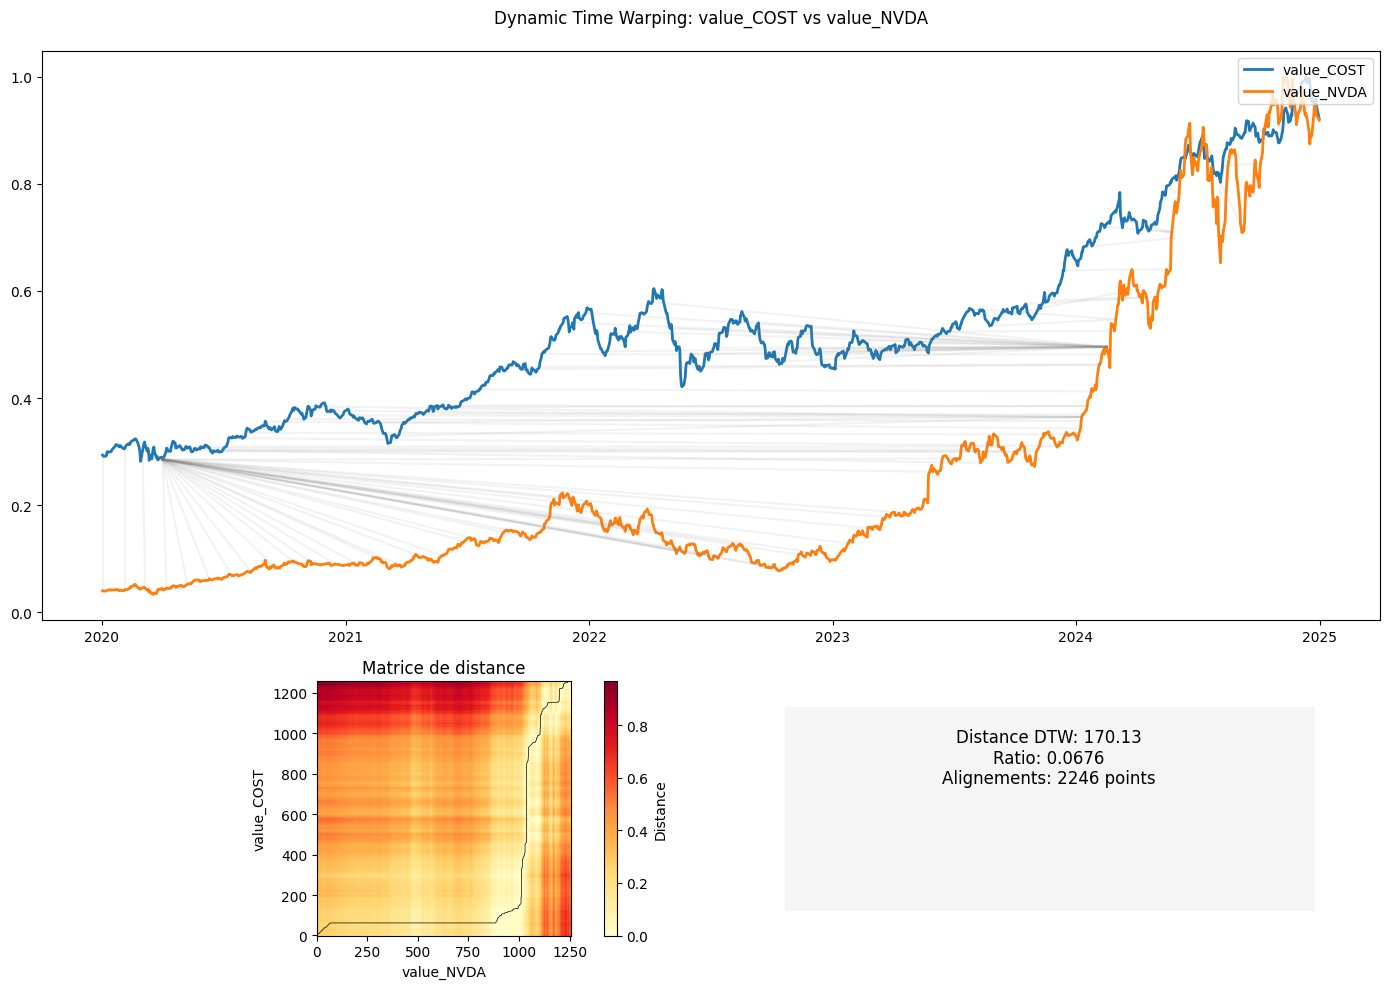 Dynamic Time Warping: value_COST vs value_NVDA
1.0
0.8
0.6
0.4
0.2
0.0
value_COST
value_NVDA
2020 2021 2022 2023 2024 2025
Matrice de distance
value_COST
1200
1000
800
600
400
200
0
0 250 500 750 1000 1250
value_NVDA
0.8
0.6
0.4
0.2
0.0
Distance
Distance DTW: 170.13
Ratio: 0.0676
Alignements: 2246 points